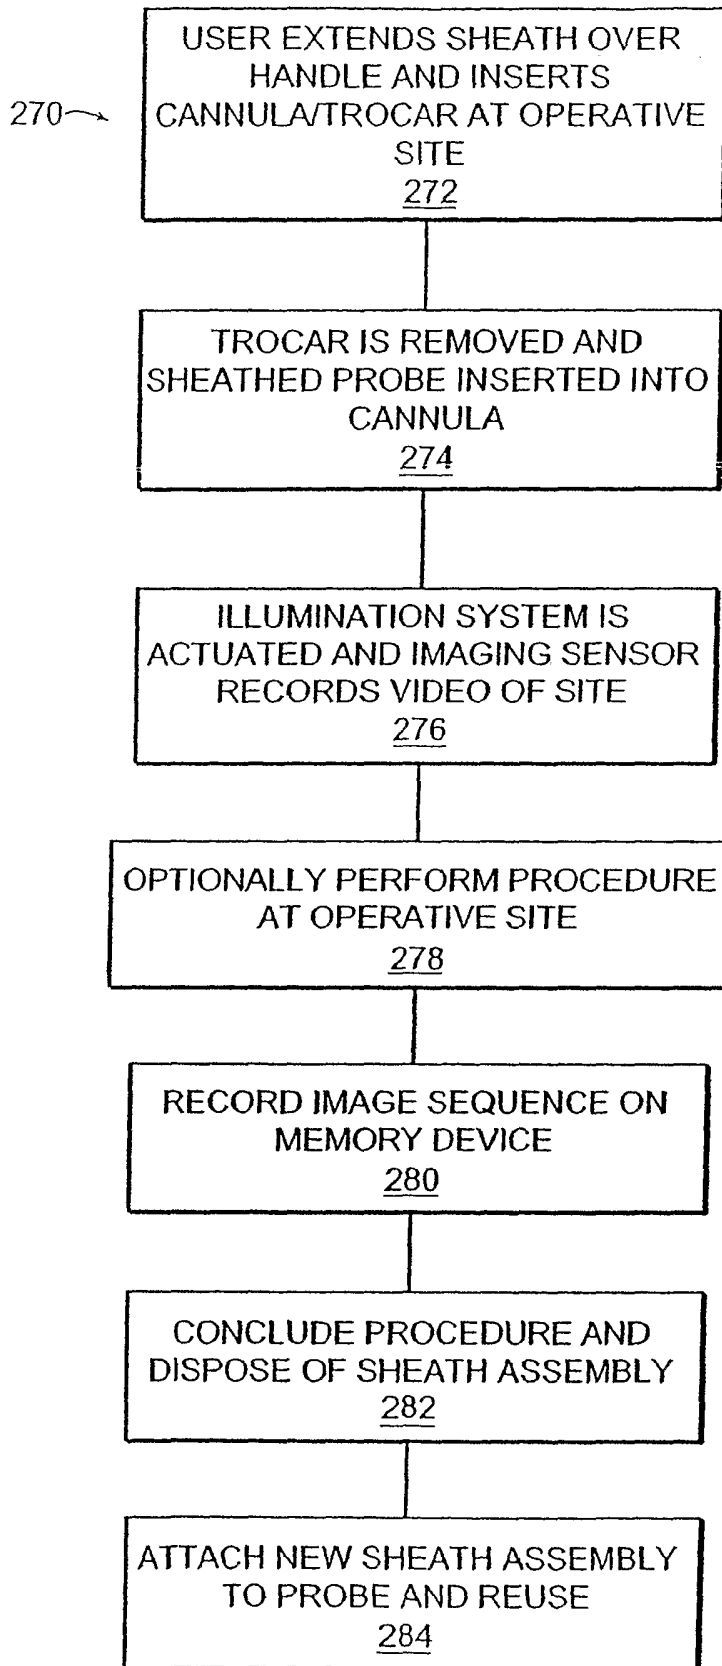 USER EXTENDS SHEATH OVER
HANDLE AND INSERTS
270
CANNULA/TROCAR AT OPERATIVE
SITE
272
TROCAR IS REMOVED AND
SHEATHED PROBE INSERTED INTO
CANNULA
274
ILLUMINATION SYSTEM IS
ACTUATED AND IMAGING SENSOR
RECORDS VIDEO OF SITE
276
OPTIONALLY PERFORM PROCEDURE
AT OPERATIVE SITE
278
RECORD IMAGE SEQUENCE ON
MEMORY DEVICE
280
CONCLUDE PROCEDURE AND
DISPOSE OF SHEATH ASSEMBLY
282
ATTACH NEW SHEATH ASSEMBLY
TO PROBE AND REUSE
284